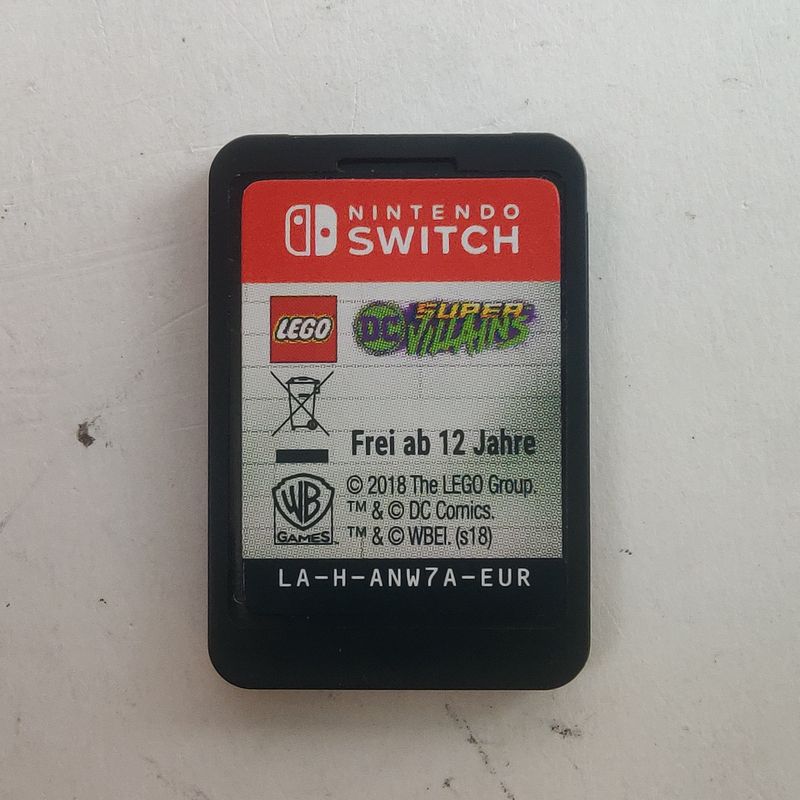 NINTENDO
SWITCH
LEGO
DC SUPER-
VILLAINS
Frei ab 12 Jahre
© 2018 The LEGO Group.
™ & © DC Comics.
WB
GAMES
™ & © WBEI. (s18)
LA-H-ANW7A-EUR